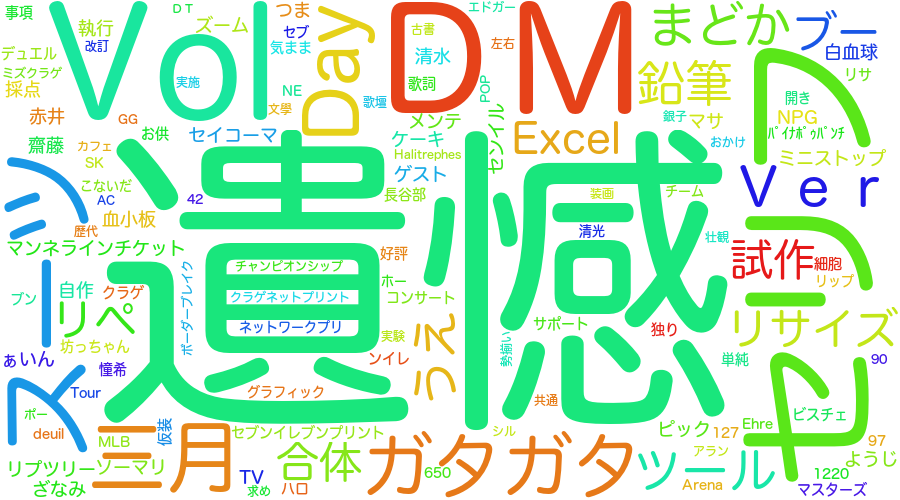 事項
DT
執行
改訂
ズーム
つま
セブ
気まま
エドガー
古書
左右
清水
歌詞
歌壇
POP
Vol
Day
DM
まどか
ブー
白血球
リサ
デュエル
ミズクラゲ
採点
実施
NE
文學
鉛筆
開き
NPG
パイナポゥパンチ
赤井
GG
お供
セイコーマ
メンテ
ケーキ
Halitrephes
センイル
Excel
銀子
マサ
おかけ
ミニストップ
齋藤
カフェ
SK
こないだ
AC
42
ゲスト
長谷部
装画
チーム
Ver
血小板
歴代
遺憾
清光
壮観
試作
細胞
リップ
マンネラインチケット
チャンピオンシップ
好評
ホー
クラゲ
クラゲネットプリント
コンサート
ブン
自作
リペ
ボーダーブレイク
ネットワークプリ
実験
うえ
勢揃い
サポート
独り
リサイズ
坊っちゃん
ぁいん
憧希
ンイレ
単純
90
Tour
グラフィック
共通
ポー
deuil
三月
仮装
セブンイレブンプリント
シル
ビスチェ
MLB
ピック
127
Ehre
97
リプツリー
ソーマリ
合体
ガタガタ
アラン
ようじ
ざなみ
TV
求め
ハロ
650
ツール
Arena
1220
マスターズ